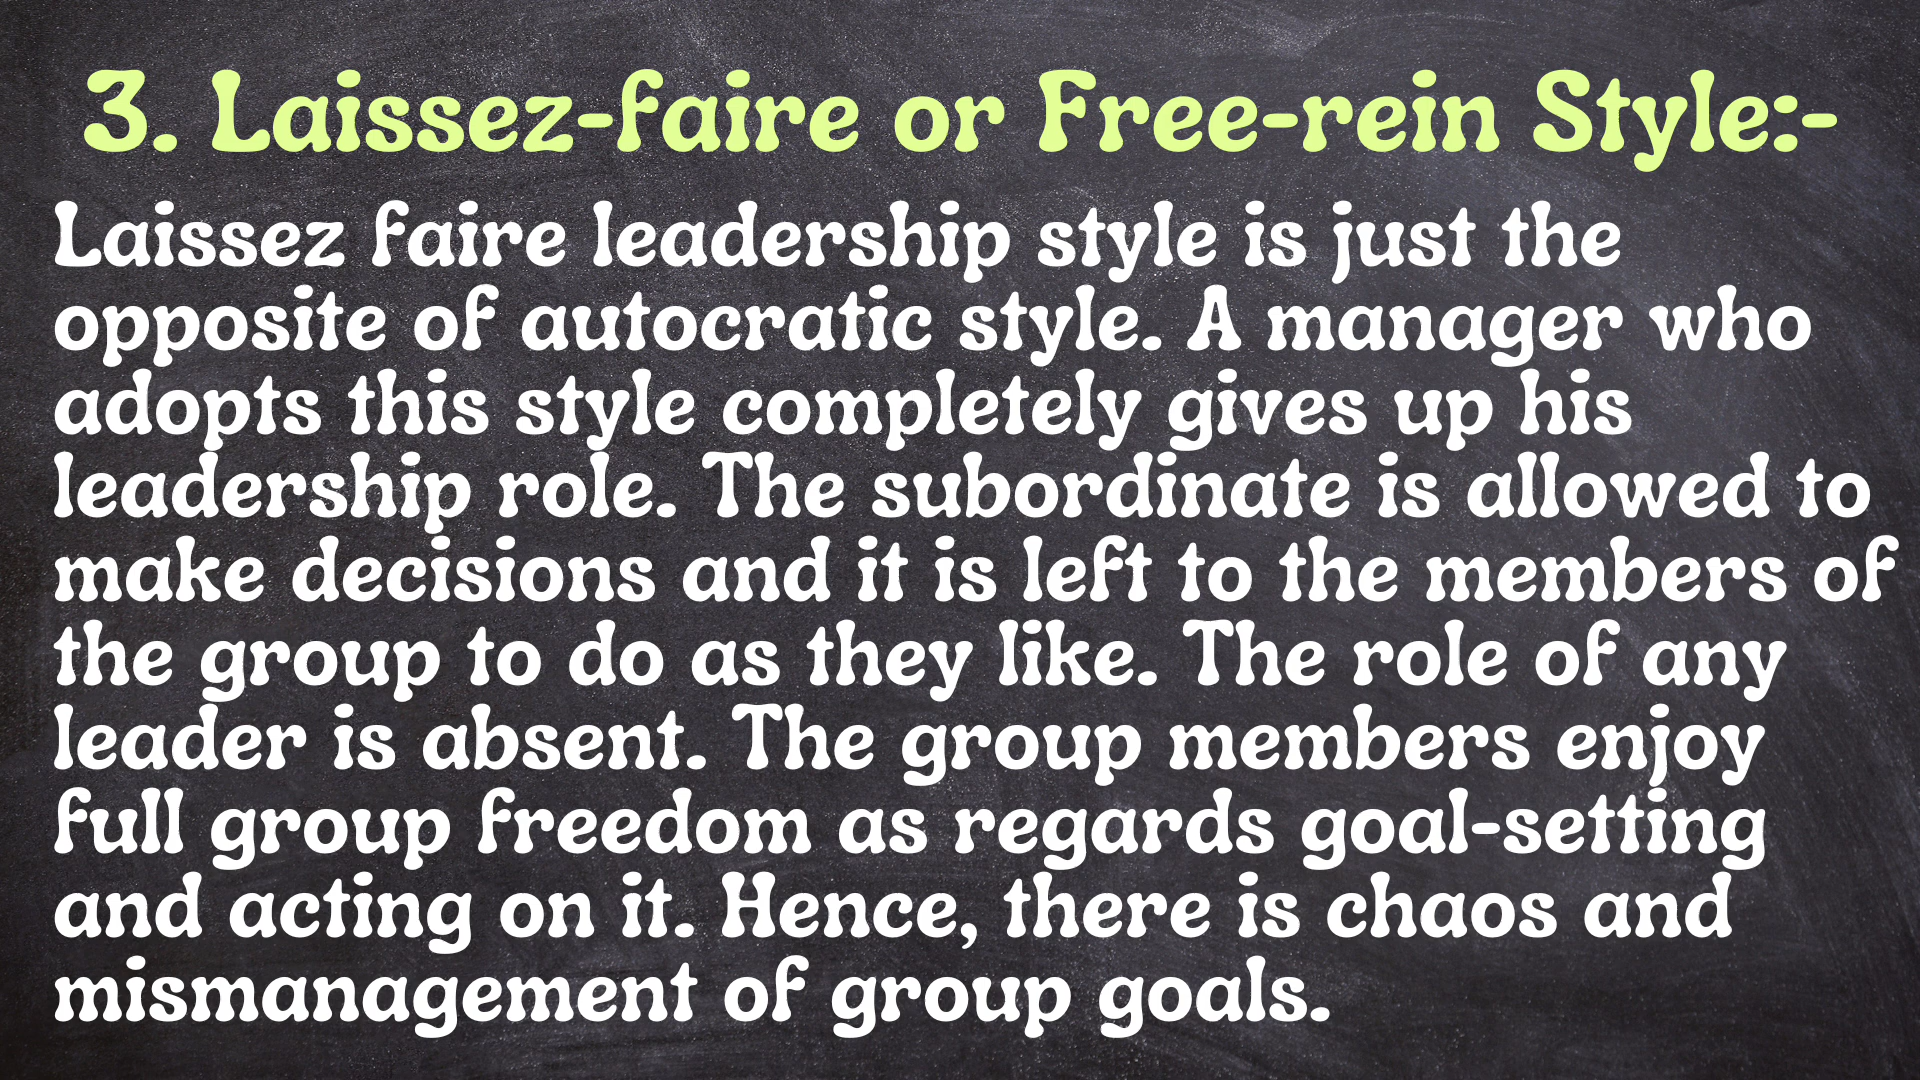 3. Laissez-faire or Free-rein Style:-
Laissez faire leadership style is just the
opposite of autocratic style. A manager who
adopts this style completely gives up his
leadership role. The subordinate is allowed to
make decisions and it is left to the members of
the group to do as they like. The role of any
leader is absent. The group members enjoy
full group freedom as regards goal-setting
and acting on it. Hence, there is chaos and
mismanagement of group goals.